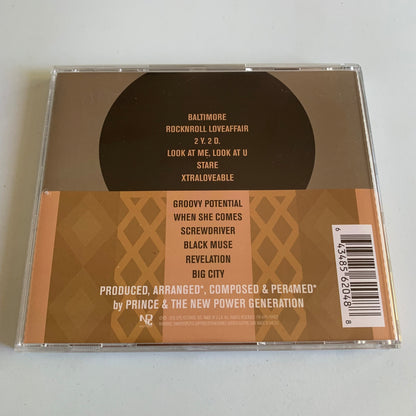 BALTIMORE
ROCKNROLL LOVEAFFAIR
2 Y. 2 D.
LOOK AT ME, LOOK AT U
STARE
XTRALOVEABLE
GROOVY POTENTIAL
WHEN SHE COMES
SCREWDRIVER
BLACK MUSE
REVELATION
BIG CITY
PRODUCED, ARRANGED*, COMPOSED & PER4MED*
by PRINCE & THE NEW POWER GENERATION
6 43485 62048 8